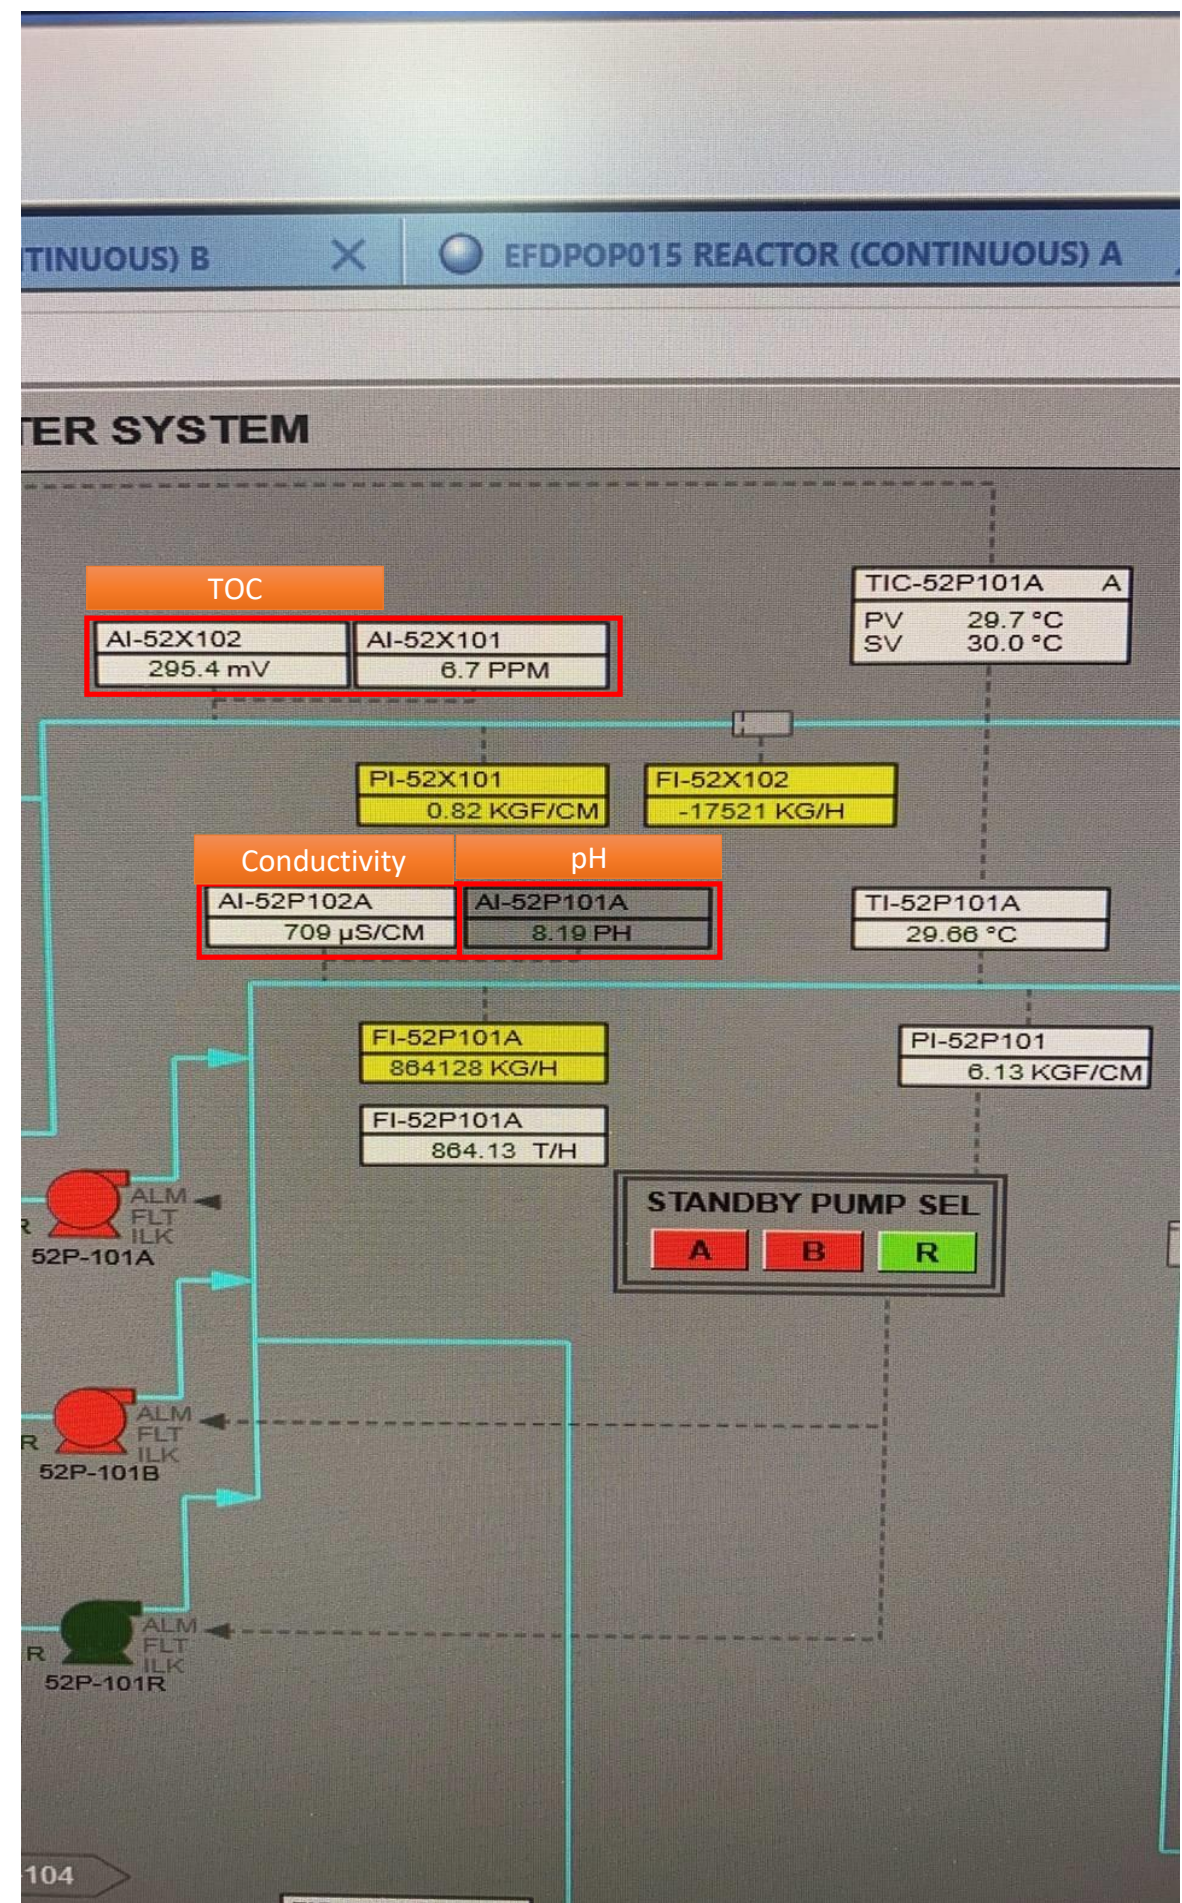 TINUOUS) B
EFDPOP015 REACTOR (CONTINUOUS) A
TER SYSTEM
TOC
AI-52X102
295.4 mV
AI-52X101
6.7 PPM
TIC-52P101A A
PV 29.7 °C
SV 30.0 °C
PI-52X101
0.82 KGF/CM
FI-52X102
-17521 KG/H
Conductivity
pH
AI-52P102A
709 µS/CM
AI-52P101A
8.19 PH
TI-52P101A
29.66 °C
FI-52P101A
864128 KG/H
PI-52P101
6.13 KGF/CM
FI-52P101A
864.13 T/H
STANDBY PUMP SEL
A B R
R
ALM
FLT
ILK
52P-101A
R
ALM
FLT
ILK
52P-101B
R
ALM
FLT
ILK
52P-101R
-104